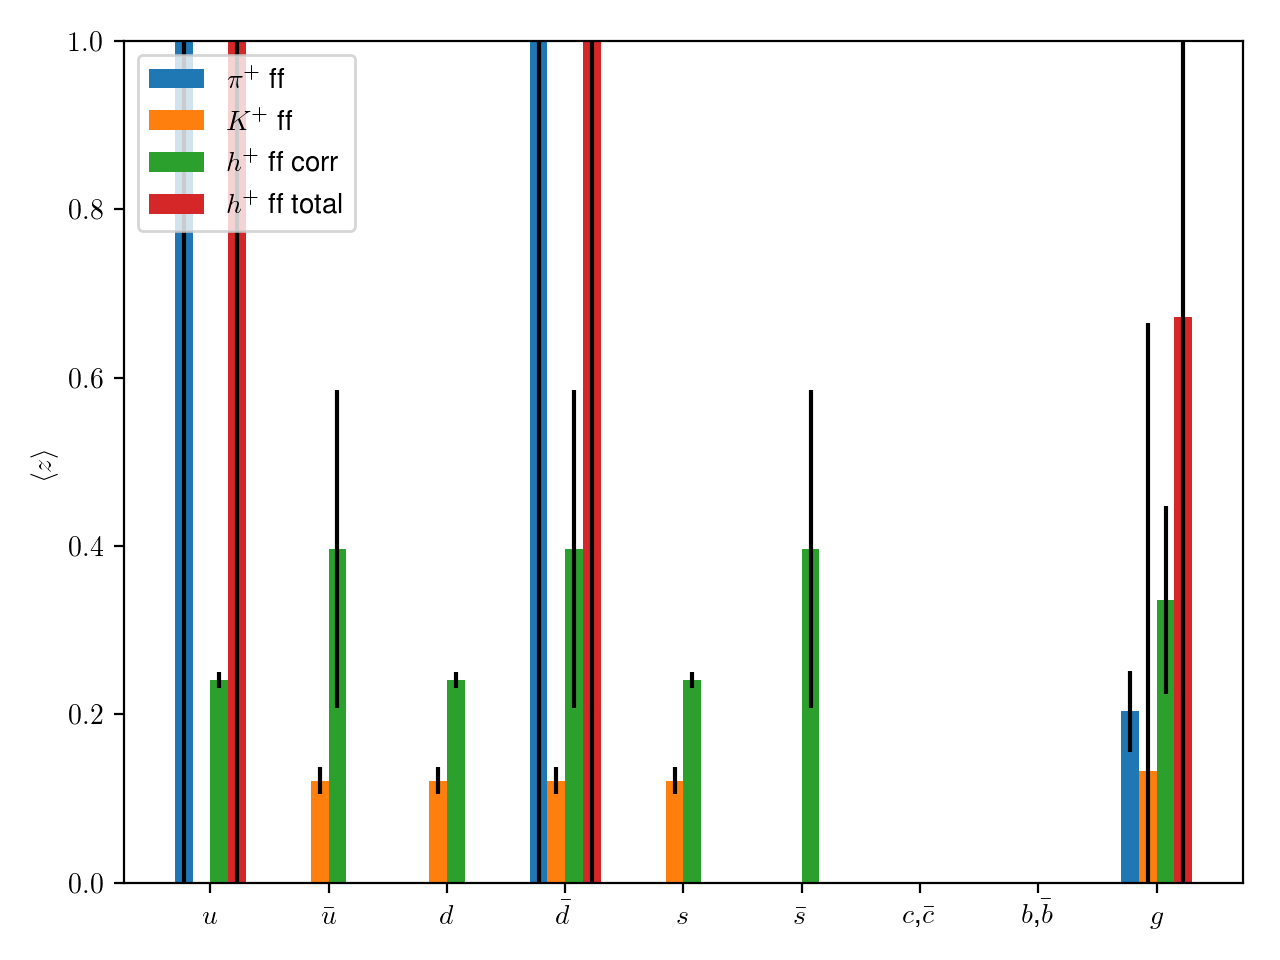 π⁺ ff
K⁺ ff
h⁺ ff corr
h⁺ ff total
1.0
0.8
0.6
0.4
0.2
0.0
⟨z⟩
u ū d d̄ s s̄ c,c̄ b,b̄ g